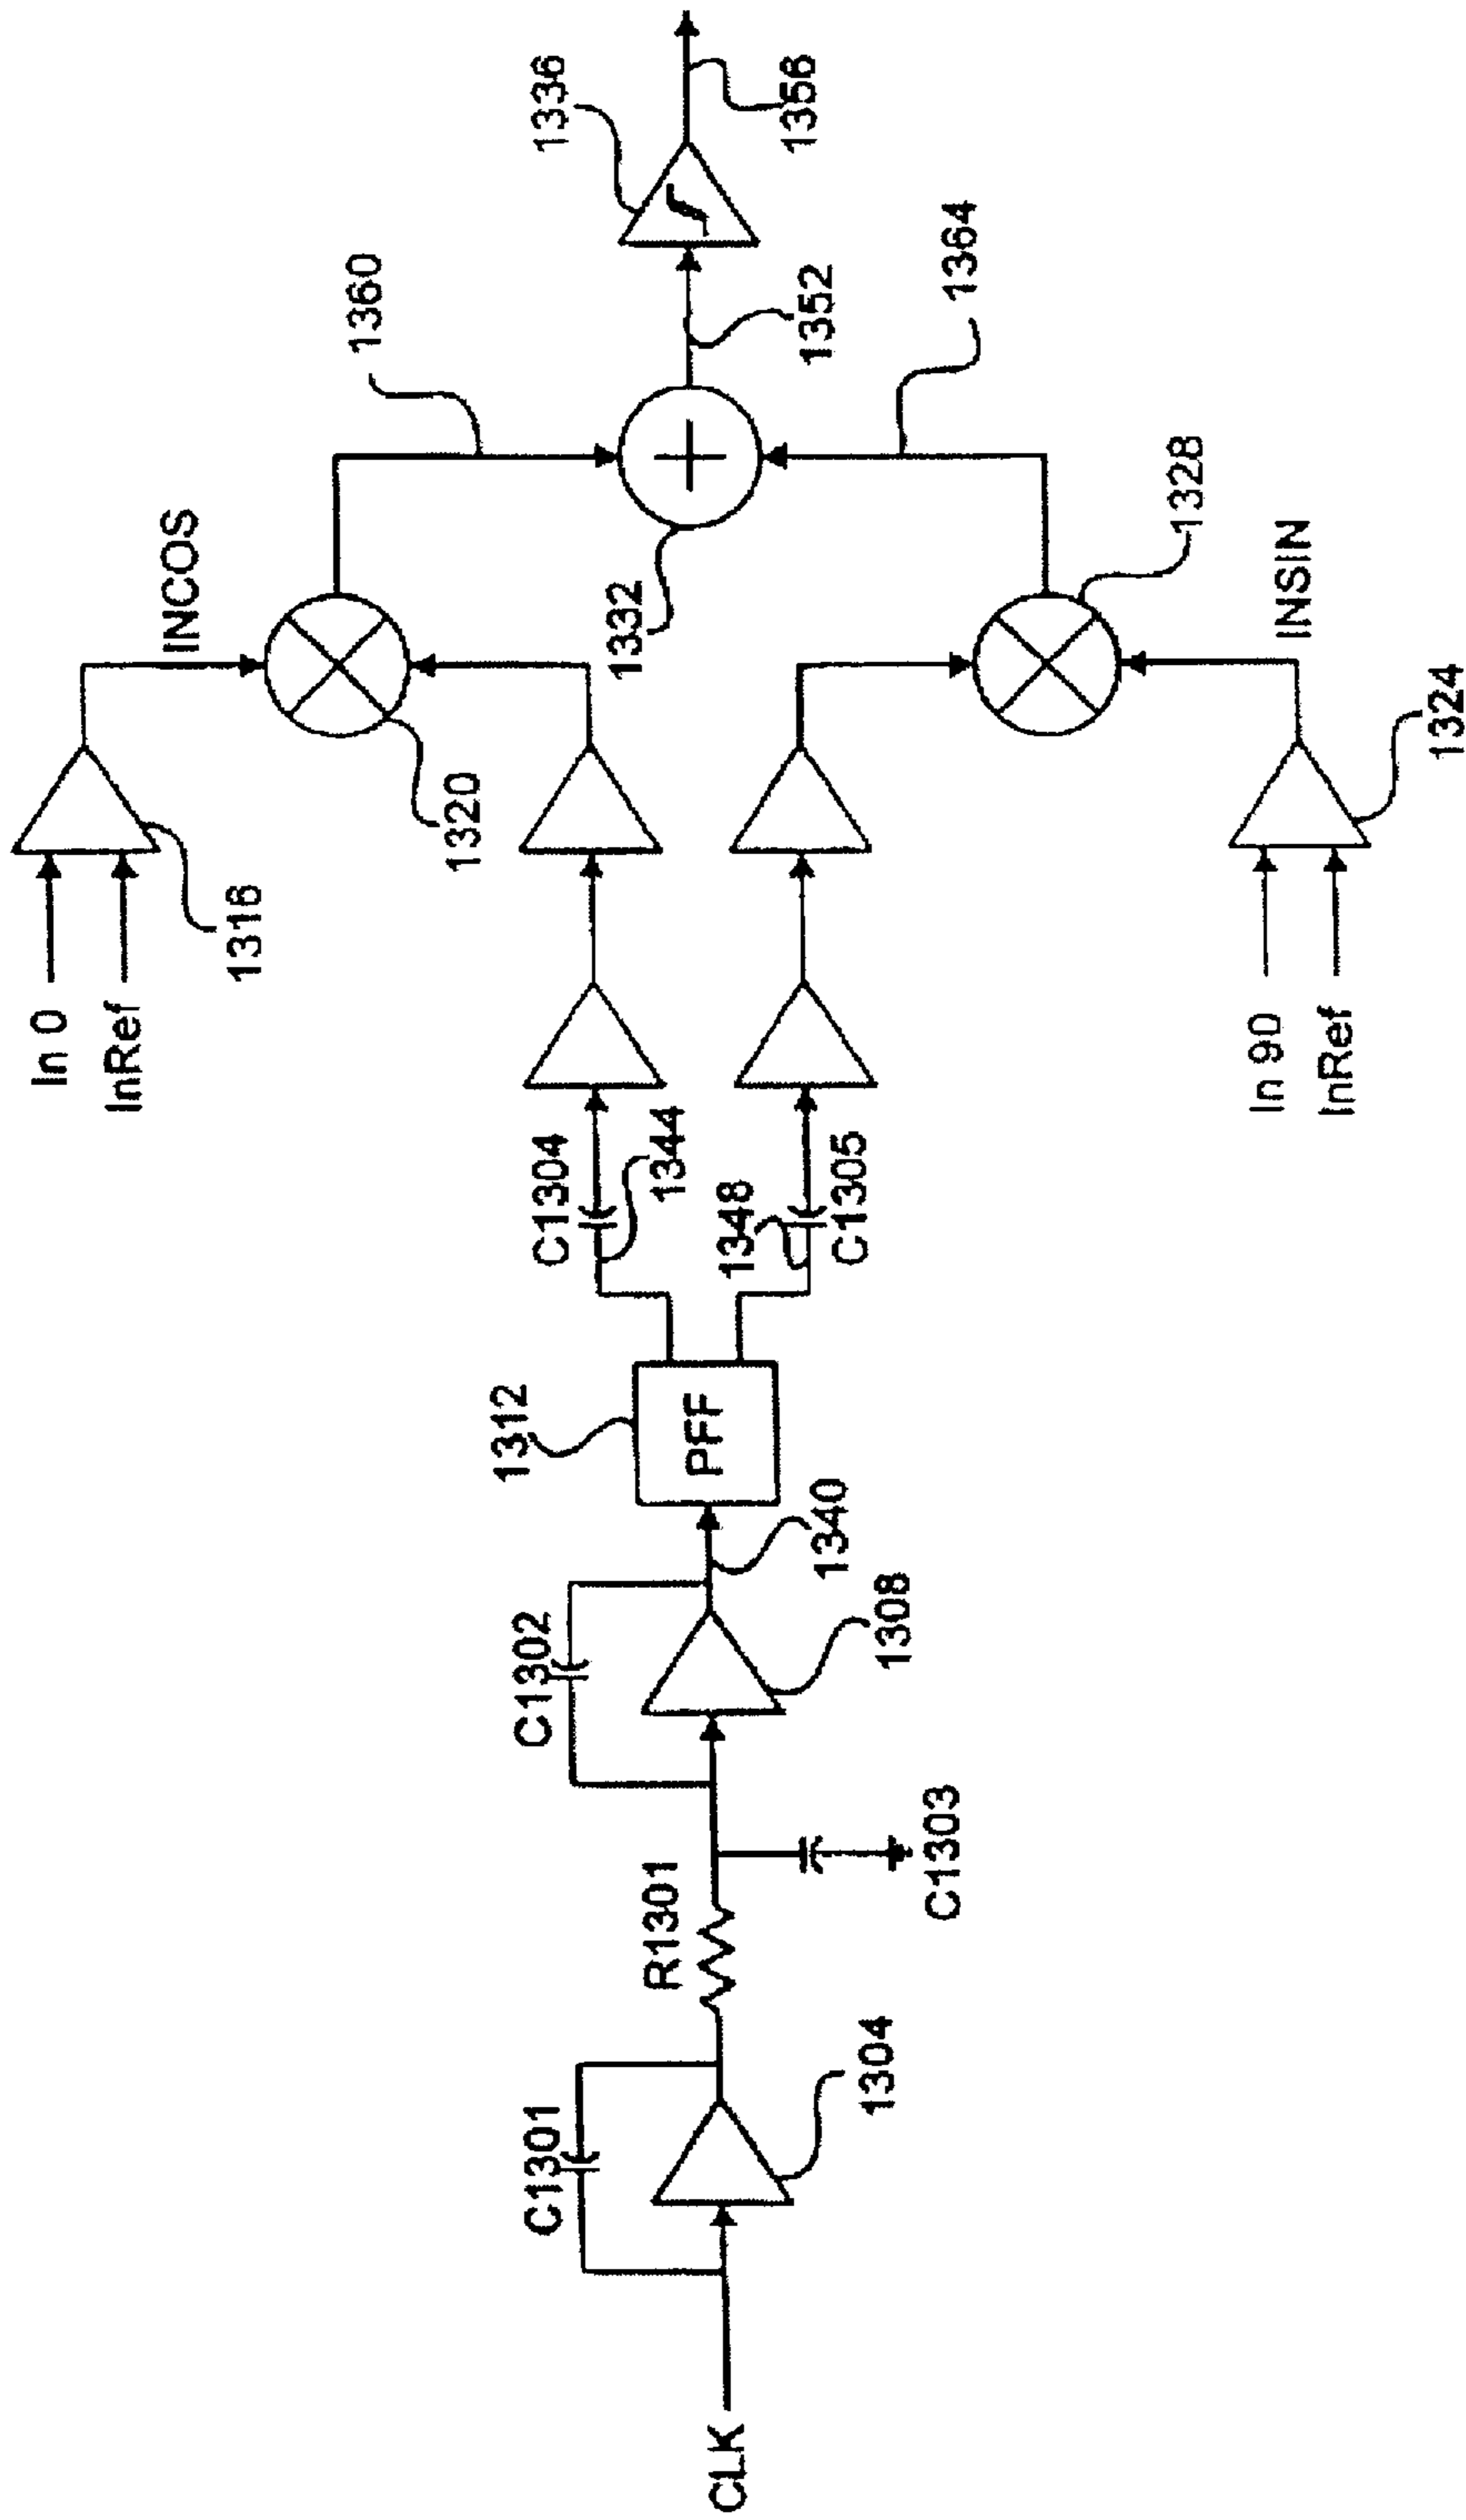 CLK
C1301
1304
R1301
C1303
C1302
1308
1340
1312
PFF
C1304
1344
1348
C1305
In 0
InRef
1316
INCOS
1320
1360
1332
1352
1336
1356
1364
1328
INSIN
1324
In 90
InRef